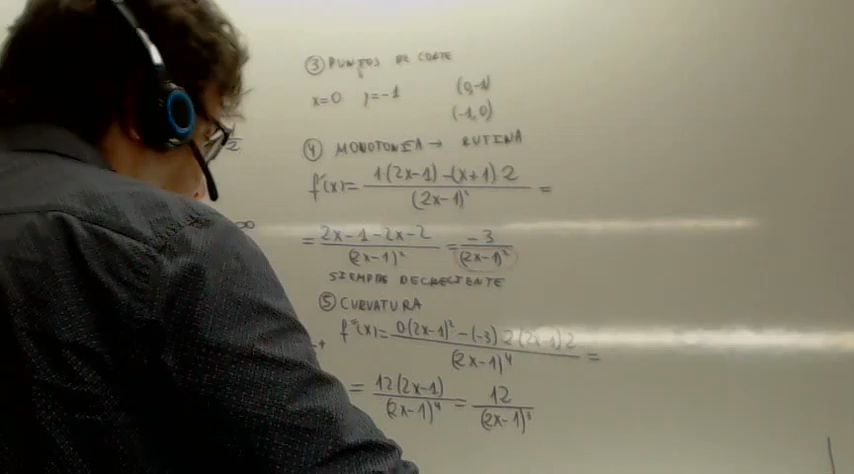 ③ PUNTOS DE CORTE
x=0 y=-1 (0,-1)
(-1,0)
④ MONOTONIA → RUTINA
f'(x)= 1(2x-1)-(x+1)2 / (2x-1)² =
= 2x-1-2x-2 / (2x-1)² = -3 / (2x-1)²
SIEMPRE DECRECIENTE
⑤ CURVATURA
f''(x)= 0(2x-1)²-(-3)2(2x-1)2 / (2x-1)⁴ =
= 12(2x-1) / (2x-1)⁴ = 12 / (2x-1)³